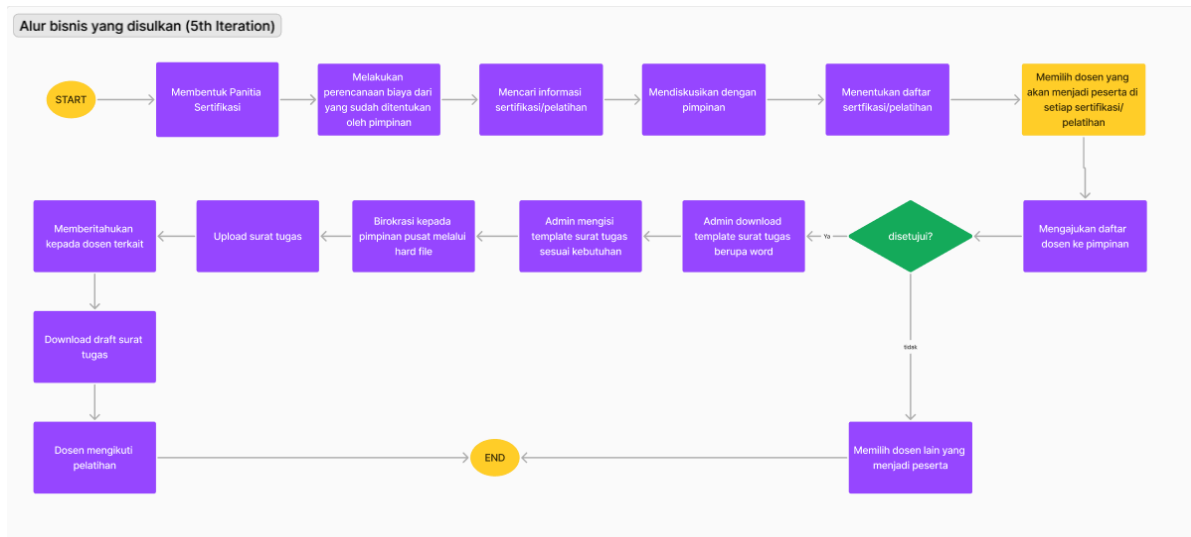 Alur bisnis yang disulkan (5th Iteration)
START
Membentuk Panitia
Sertifikasi
Melakukan
perencanaan biaya dari
yang sudah ditentukan
oleh pimpinan
Mencari informasi
sertifikasi/pelatihan
Mendiskusikan dengan
pimpinan
Menentukan daftar
sertfikasi/pelatihan
Memilih dosen yang
akan menjadi peserta di
setiap sertifikasi/
pelatihan
Mengajukan daftar
dosen ke pimpinan
disetujui?
Ya
Admin download
template surat tugas
berupa word
Admin mengisi
template surat tugas
sesuai kebutuhan
Birokrasi kepada
pimpinan pusat melalui
hard file
Upload surat tugas
Memberitahukan
kepada dosen terkait
Download draft surat
tugas
Dosen mengikuti
pelatihan
tidak
Memilih dosen lain yang
menjadi peserta
END